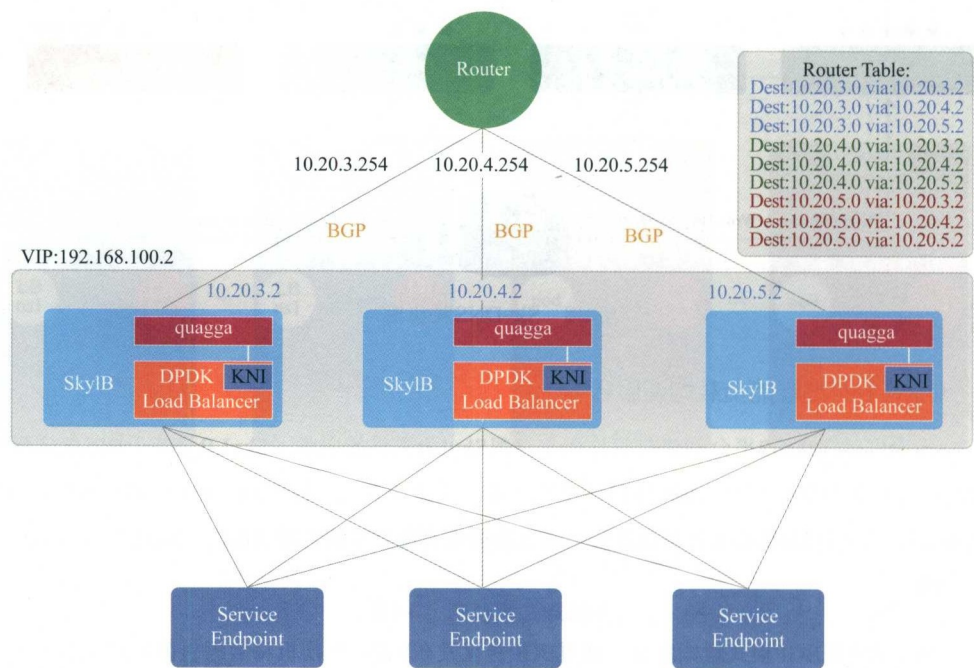 Router
Router Table:
Dest:10.20.3.0 via:10.20.3.2
Dest:10.20.3.0 via:10.20.4.2
Dest:10.20.3.0 via:10.20.5.2
Dest:10.20.4.0 via:10.20.3.2
Dest:10.20.4.0 via:10.20.4.2
Dest:10.20.4.0 via:10.20.5.2
Dest:10.20.5.0 via:10.20.3.2
Dest:10.20.5.0 via:10.20.4.2
Dest:10.20.5.0 via:10.20.5.2
10.20.3.254
10.20.4.254
10.20.5.254
BGP
BGP
BGP
VIP:192.168.100.2
10.20.3.2
10.20.4.2
10.20.5.2
quagga
SkylB
DPDK
KNI
Load Balancer
quagga
SkylB
DPDK
KNI
Load Balancer
quagga
SkylB
DPDK
KNI
Load Balancer
Service
Endpoint
Service
Endpoint
Service
Endpoint